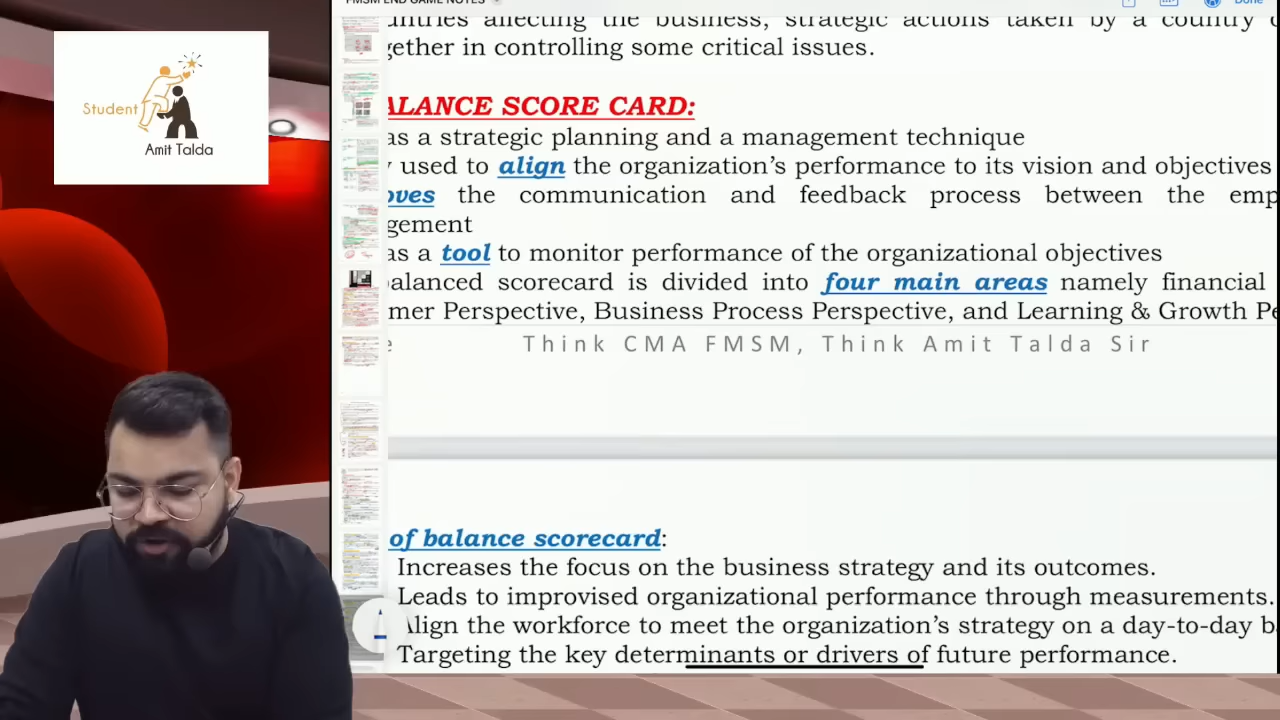 FMSM END GAME NOTES
Done
Student
Amit Talda
affecting the business, strategic actions taken by
gether in controlling some critical issues.
ALANCE SCORE CARD:
as a strategic planning and a management technique
used to align the organization's performance to its vision and objectives
oves the communication and feedback process between the
gement
as a tool to monitor performance of the organizational objectives
balanced scorecard is divided into four main areas namely financial
mer Perspective, Business Process Perspective, and Learning & Growth Pe
e Think CMA FMSM, Think Amit Talda Sir
of balance scorecard:
Increases the focus on the business strategy and its outcomes.
Leads to improvised organizational performance through measurements.
Align the workforce to meet the organization's strategy on a day-to-day b
Targeting the key determinants or drivers of future performance.